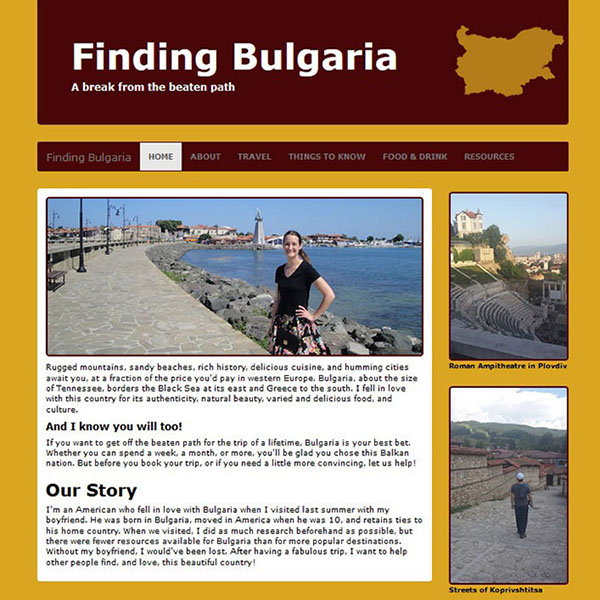 Finding Bulgaria
A break from the beaten path
Finding Bulgaria HOME ABOUT TRAVEL THINGS TO KNOW FOOD & DRINK RESOURCES
Rugged mountains, sandy beaches, rich history, delicious cuisine, and humming cities
await you, at a fraction of the price you'd pay in western Europe. Bulgaria, about the size
of Tennessee, borders the Black Sea at its east and Greece to the south. I fell in love
with this country for its authenticity, natural beauty, varied and delicious food, and
culture.
And I know you will too!
If you want to get off the beaten path for the trip of a lifetime, Bulgaria is your best bet.
Whether you can spend a week, a month, or more, you'll be glad you chose this Balkan
nation. But before you book your trip, or if you need a little more convincing, let us help!
Our Story
I'm an American who fell in love with Bulgaria when I visited last summer with my
boyfriend. He was born in Bulgaria, moved in America when he was 10, and retains ties to
his home country. When we visited, I did as much research beforehand as possible, but
there were fewer resources available for Bulgaria than for more popular destinations.
Without my boyfriend, I would've been lost. After having a fabulous trip, I want to help
other people find, and love, this beautiful country!
Roman Ampitheatre in Plovdiv
Streets of Koprivshtitsa